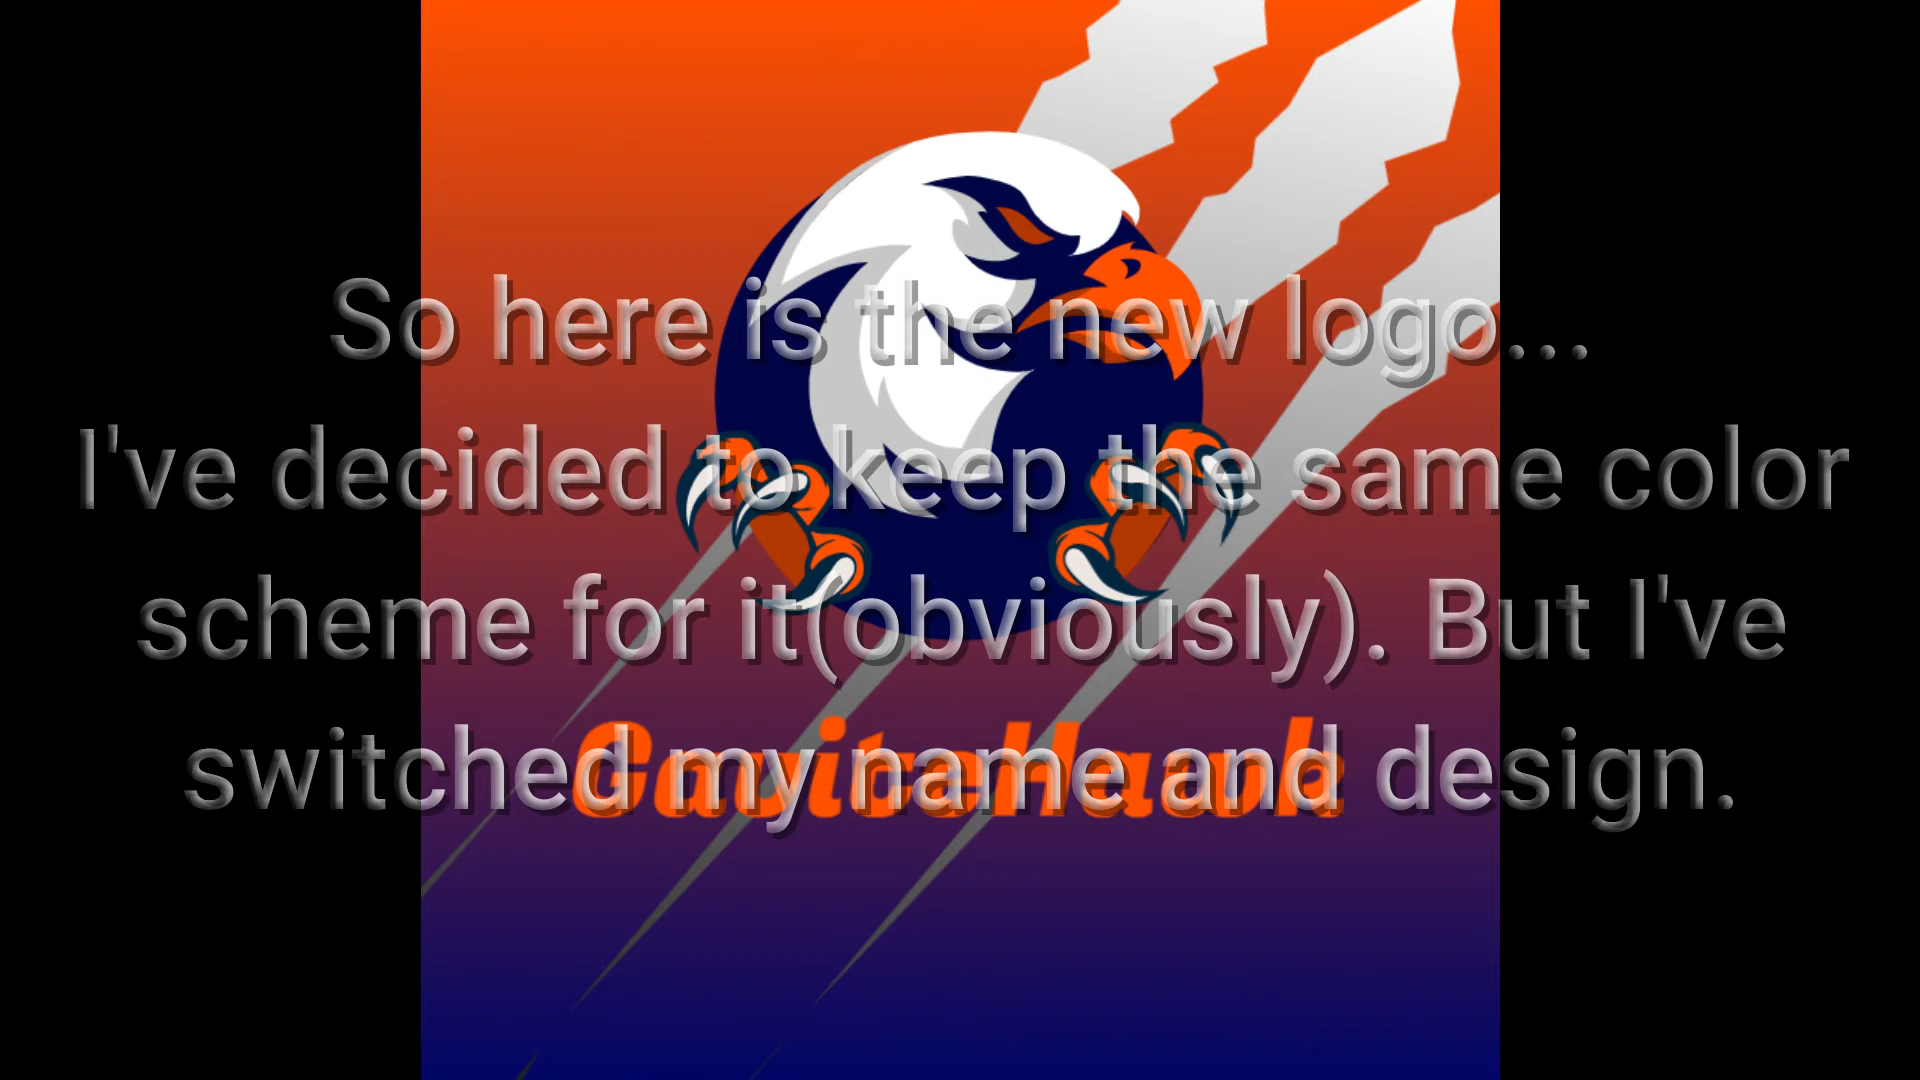 So here is the new logo...
I've decided to keep the same color
scheme for it(obviously). But I've
switched my name and design.
GaviteHawk